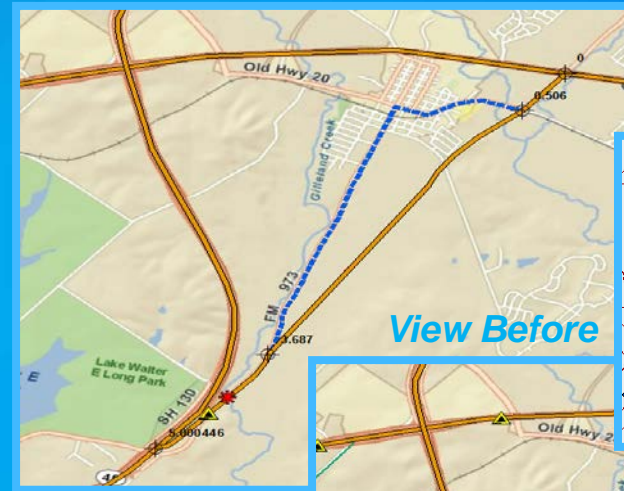 0
Old Hwy 20
0.506
Gilleland Creek
FM 973
3.687
View Before
Lake Walter
E Long Park
SH 130
5.000446
E
Old Hwy 2